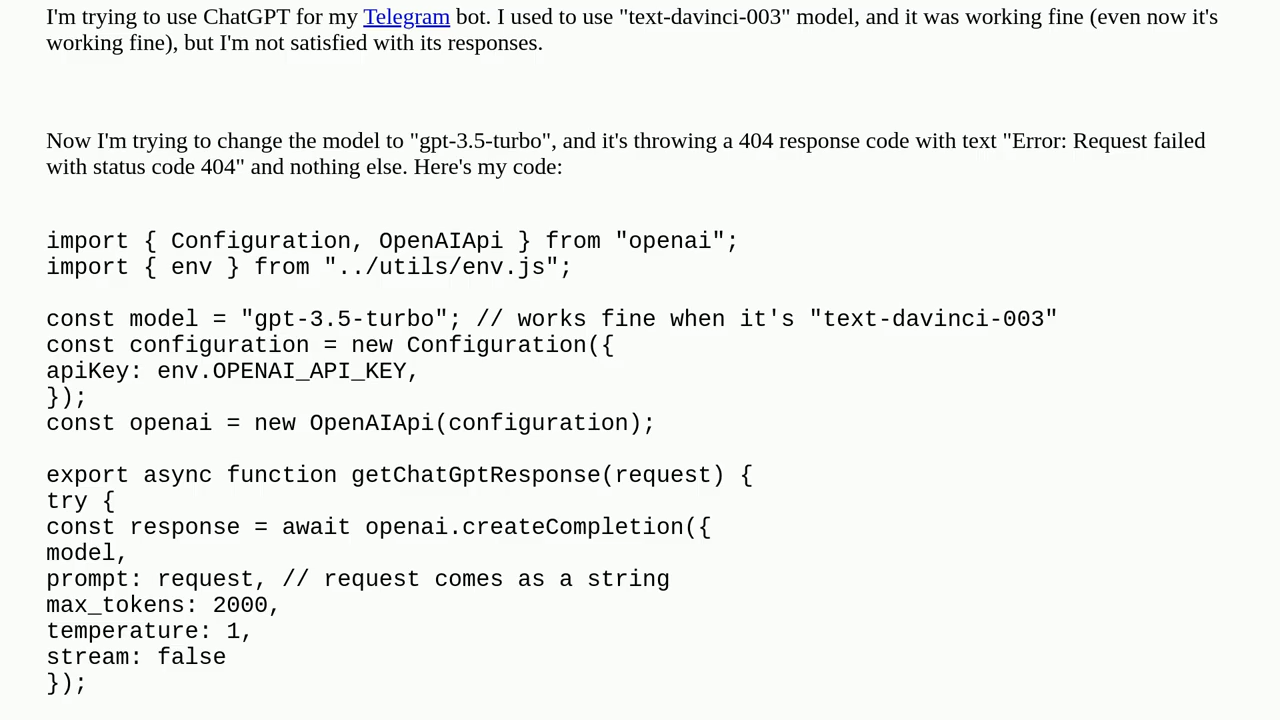 I'm trying to use ChatGPT for my Telegram bot. I used to use "text-davinci-003" model, and it was working fine (even now it's
working fine), but I'm not satisfied with its responses.
Now I'm trying to change the model to "gpt-3.5-turbo", and it's throwing a 404 response code with text "Error: Request failed
with status code 404" and nothing else. Here's my code:
import { Configuration, OpenAIApi } from "openai";
import { env } from "../utils/env.js";
const model = "gpt-3.5-turbo"; // works fine when it's "text-davinci-003"
const configuration = new Configuration({
apiKey: env.OPENAI_API_KEY,
});
const openai = new OpenAIApi(configuration);
export async function getChatGptResponse(request) {
try {
const response = await openai.createCompletion({
model,
prompt: request, // request comes as a string
max_tokens: 2000,
temperature: 1,
stream: false
});